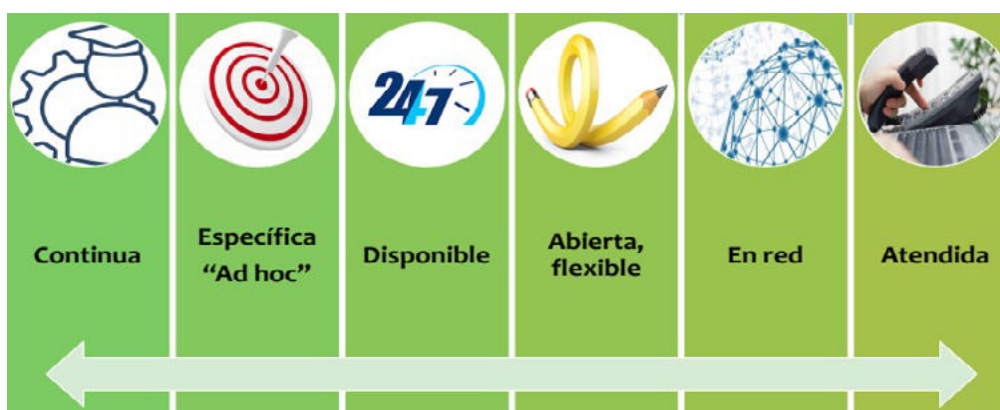 24/7
Continua
Específica
“Ad hoc”
Disponible
Abierta,
flexible
En red
Atendida